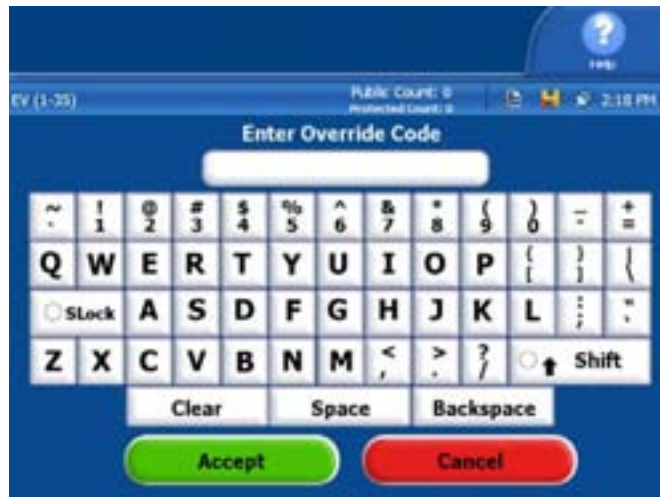 Help
EV (1-35) Public Count: 0 2:18 PM
Protected Count: 0
Enter Override Code
~ ! @ # $ % ^ & * ( ) _ +
` 1 2 3 4 5 6 7 8 9 0 - =
Q W E R T Y U I O P { } |
[ ] \
SLock A S D F G H J K L : "
; '
Z X C V B N M < > ? Shift
, . /
Clear Space Backspace
Accept Cancel